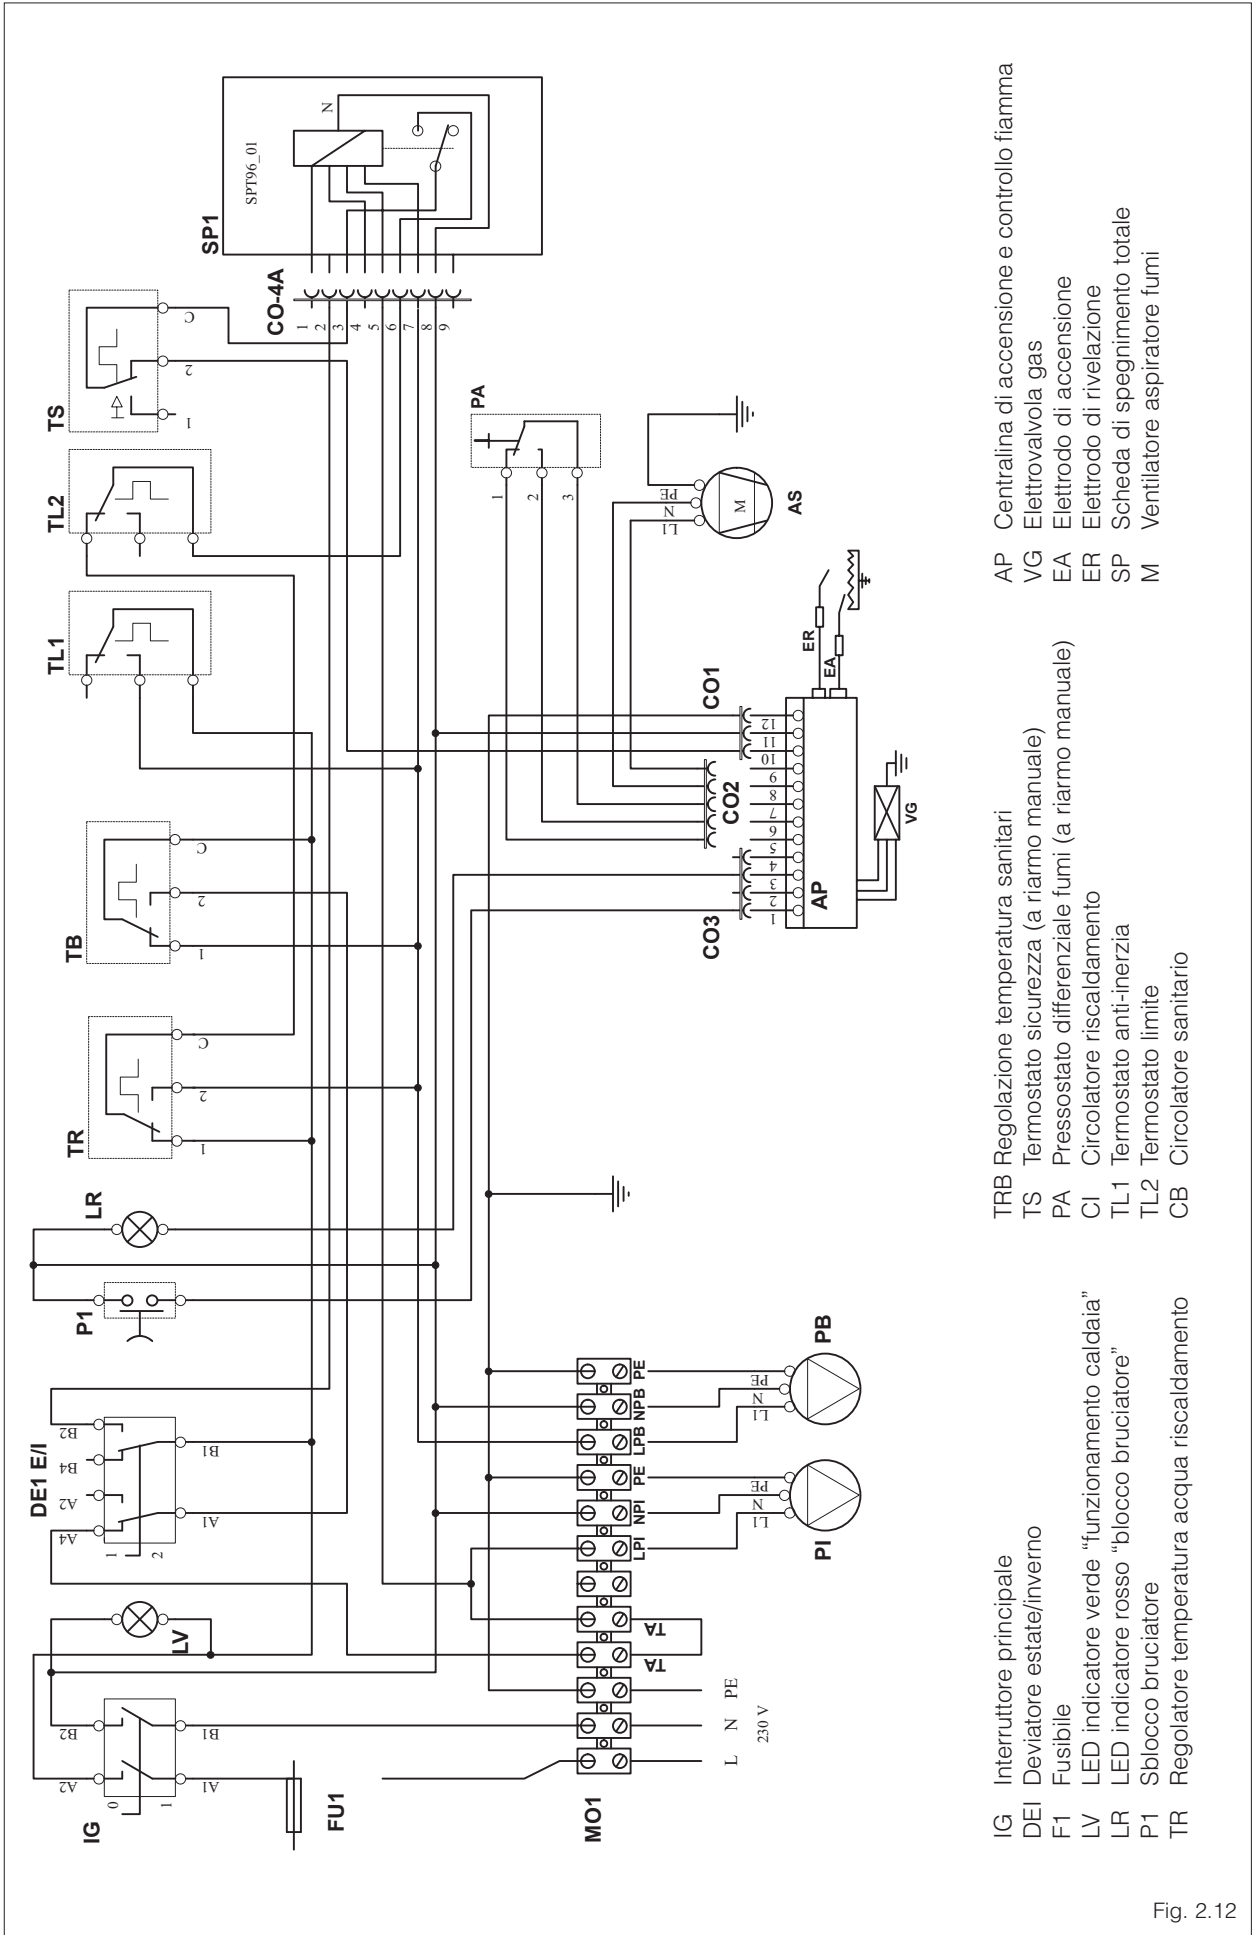 SP1
SPT96_01
N
CO-4A
1
2
3
4
5
6
7
8
9
TS
C
2
1
TL2
TL1
TB
C
2
1
TR
C
2
1
LR
P1
DE1 E/I
B2
B4
A2
A4
B1
A1
1
2
LV
IG
B2
A2
B1
A1
0
1
FU1
MO1
L
N
PE
230 V
TA
TA
LPI
NPI
PE
LPB
NPB
PE
L1
N
PE
PI
L1
N
PE
PB
PA
1
2
3
PE
N
L1
M
AS
CO1
CO2
CO3
12
11
10
9
8
7
6
5
4
3
2
1
AP
ER
EA
VG
IG Interruttore principale
DEI Deviatore estate/inverno
F1 Fusibile
LV LED indicatore verde “funzionamento caldaia”
LR LED indicatore rosso “blocco bruciatore”
P1 Sblocco bruciatore
TR Regolatore temperatura acqua riscaldamento
TRB Regolazione temperatura sanitari
TS Termostato sicurezza (a riarmo manuale)
PA Pressostato differenziale fumi (a riarmo manuale)
CI Circolatore riscaldamento
TL1 Termostato anti-inerzia
TL2 Termostato limite
CB Circolatore sanitario
AP Centralina di accensione e controllo fiamma
VG Elettrovalvola gas
EA Elettrodo di accensione
ER Elettrodo di rivelazione
SP Scheda di spegnimento totale
M Ventilatore aspiratore fumi
Fig. 2.12